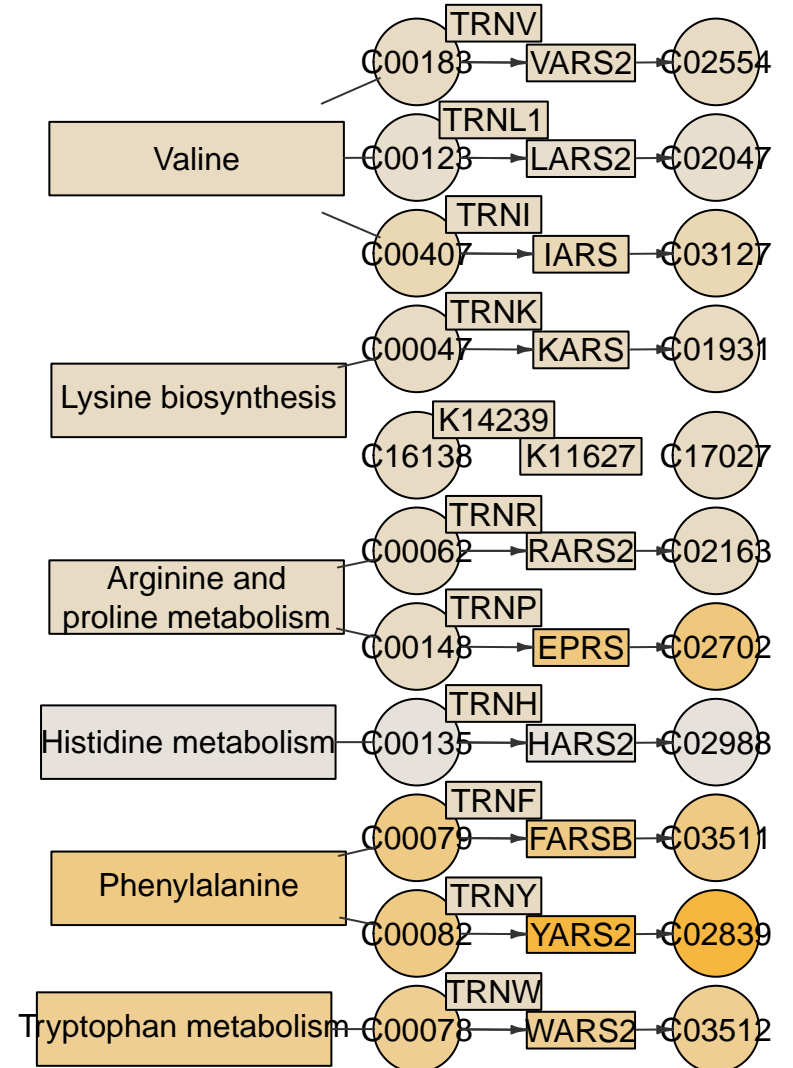 TRNV
C00183
VARS2
C02554
TRNL1
Valine
C00123
LARS2
C02047
TRNI
C00407
IARS
C03127
TRNK
C00047
KARS
C01931
Lysine biosynthesis
K14239
C16138
K11627
C17027
TRNR
C00062
RARS2
C02163
Arginine and
proline metabolism
TRNP
C00148
EPRS
C02702
TRNH
Histidine metabolism
C00135
HARS2
C02988
TRNF
C00079
FARSB
C03511
Phenylalanine
TRNY
C00082
YARS2
C02839
TRNW
Tryptophan metabolism
C00078
WARS2
C03512